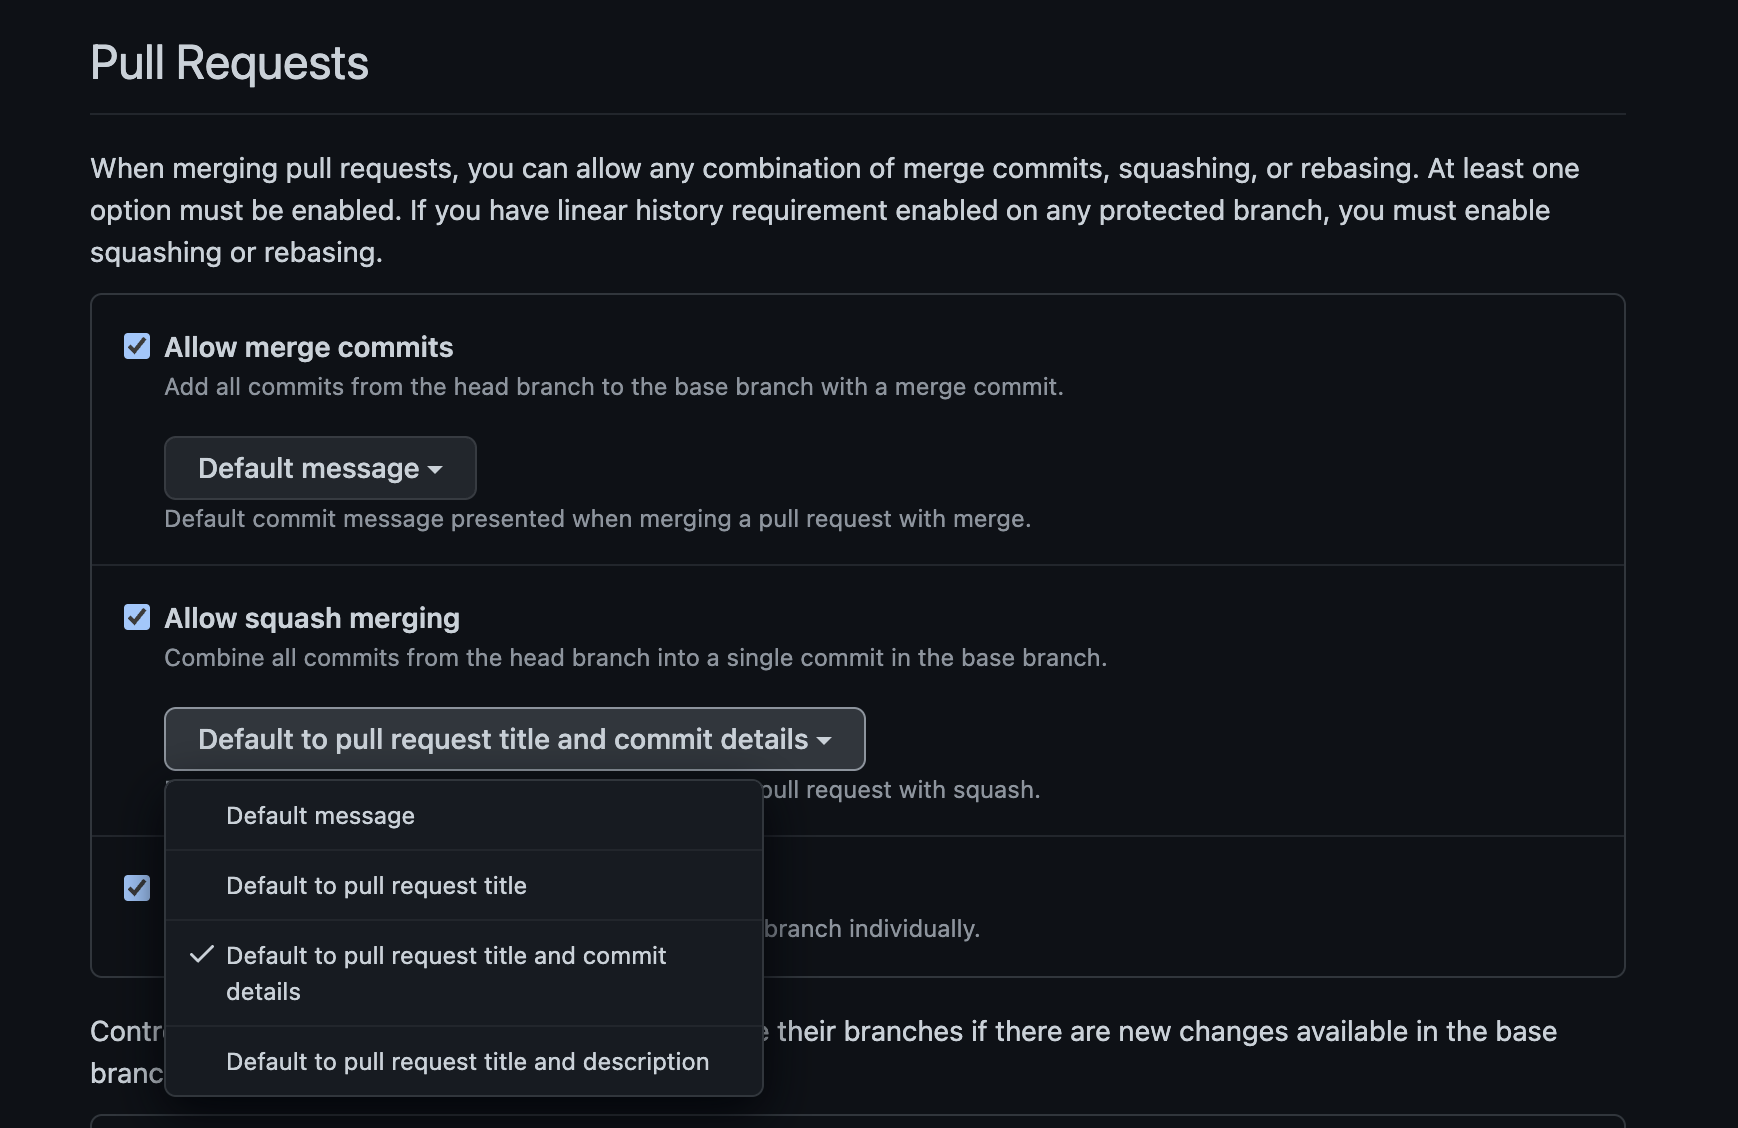 Pull Requests
When merging pull requests, you can allow any combination of merge commits, squashing, or rebasing. At least one
option must be enabled. If you have linear history requirement enabled on any protected branch, you must enable
squashing or rebasing.
Allow merge commits
Add all commits from the head branch to the base branch with a merge commit.
Default message
Default commit message presented when merging a pull request with merge.
Allow squash merging
Combine all commits from the head branch into a single commit in the base branch.
Default to pull request title and commit details
pull request with squash.
Default message
Default to pull request title
branch individually.
Default to pull request title and commit
details
their branches if there are new changes available in the base
Default to pull request title and description